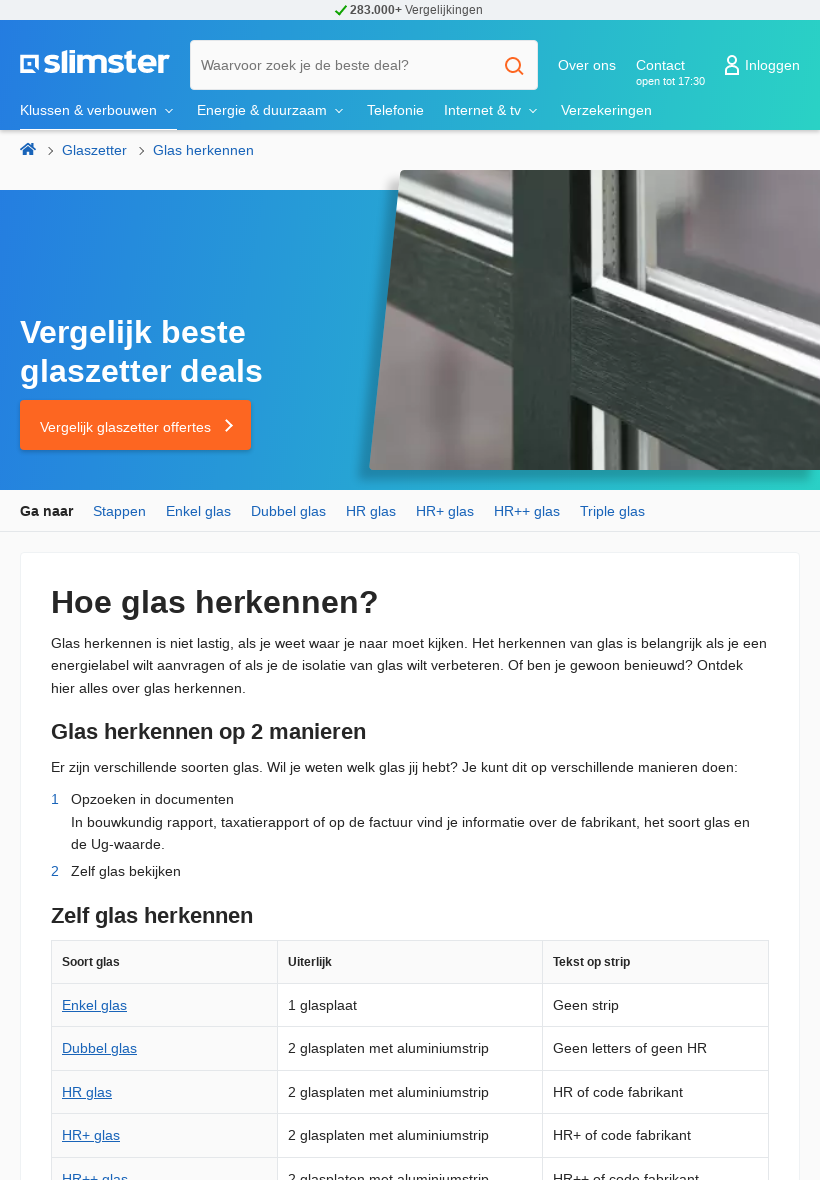 283.000+ Vergelijkingen
slimster
Waarvoor zoek je de beste deal?
Over ons
Contact
open tot 17:30
Inloggen
Klussen & verbouwen
Energie & duurzaam
Telefonie
Internet & tv
Verzekeringen
Glaszetter
Glas herkennen
Vergelijk beste
glaszetter deals
Vergelijk glaszetter offertes
Ga naar Stappen Enkel glas Dubbel glas HR glas HR+ glas HR++ glas Triple glas
Hoe glas herkennen?
Glas herkennen is niet lastig, als je weet waar je naar moet kijken. Het herkennen van glas is belangrijk als je een
energielabel wilt aanvragen of als je de isolatie van glas wilt verbeteren. Of ben je gewoon benieuwd? Ontdek
hier alles over glas herkennen.
Glas herkennen op 2 manieren
Er zijn verschillende soorten glas. Wil je weten welk glas jij hebt? Je kunt dit op verschillende manieren doen:
1 Opzoeken in documenten
In bouwkundig rapport, taxatierapport of op de factuur vind je informatie over de fabrikant, het soort glas en
de Ug-waarde.
2 Zelf glas bekijken
Zelf glas herkennen
Soort glas Uiterlijk Tekst op strip
Enkel glas 1 glasplaat Geen strip
Dubbel glas 2 glasplaten met aluminiumstrip Geen letters of geen HR
HR glas 2 glasplaten met aluminiumstrip HR of code fabrikant
HR+ glas 2 glasplaten met aluminiumstrip HR+ of code fabrikant
HR++ glas 2 glasplaten met aluminiumstrip HR++ of code fabrikant